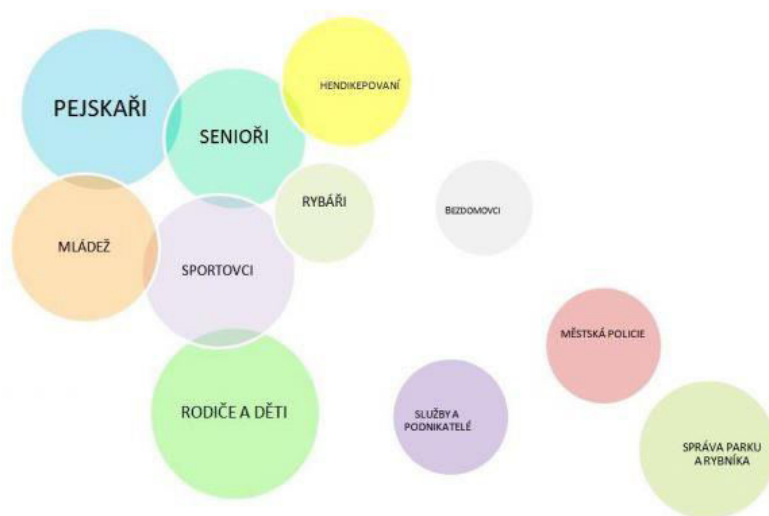 HENDIKEPOVANÍ
PEJSKAŘI
SENIOŘI
RYBÁŘI
BEZDOMOVCI
MLÁDEŽ
SPORTOVCI
MĚSTSKÁ POLICIE
RODIČE A DĚTI
SLUŽBY A
PODNIKATELÉ
SPRÁVA PARKU
A RYBNÍKA